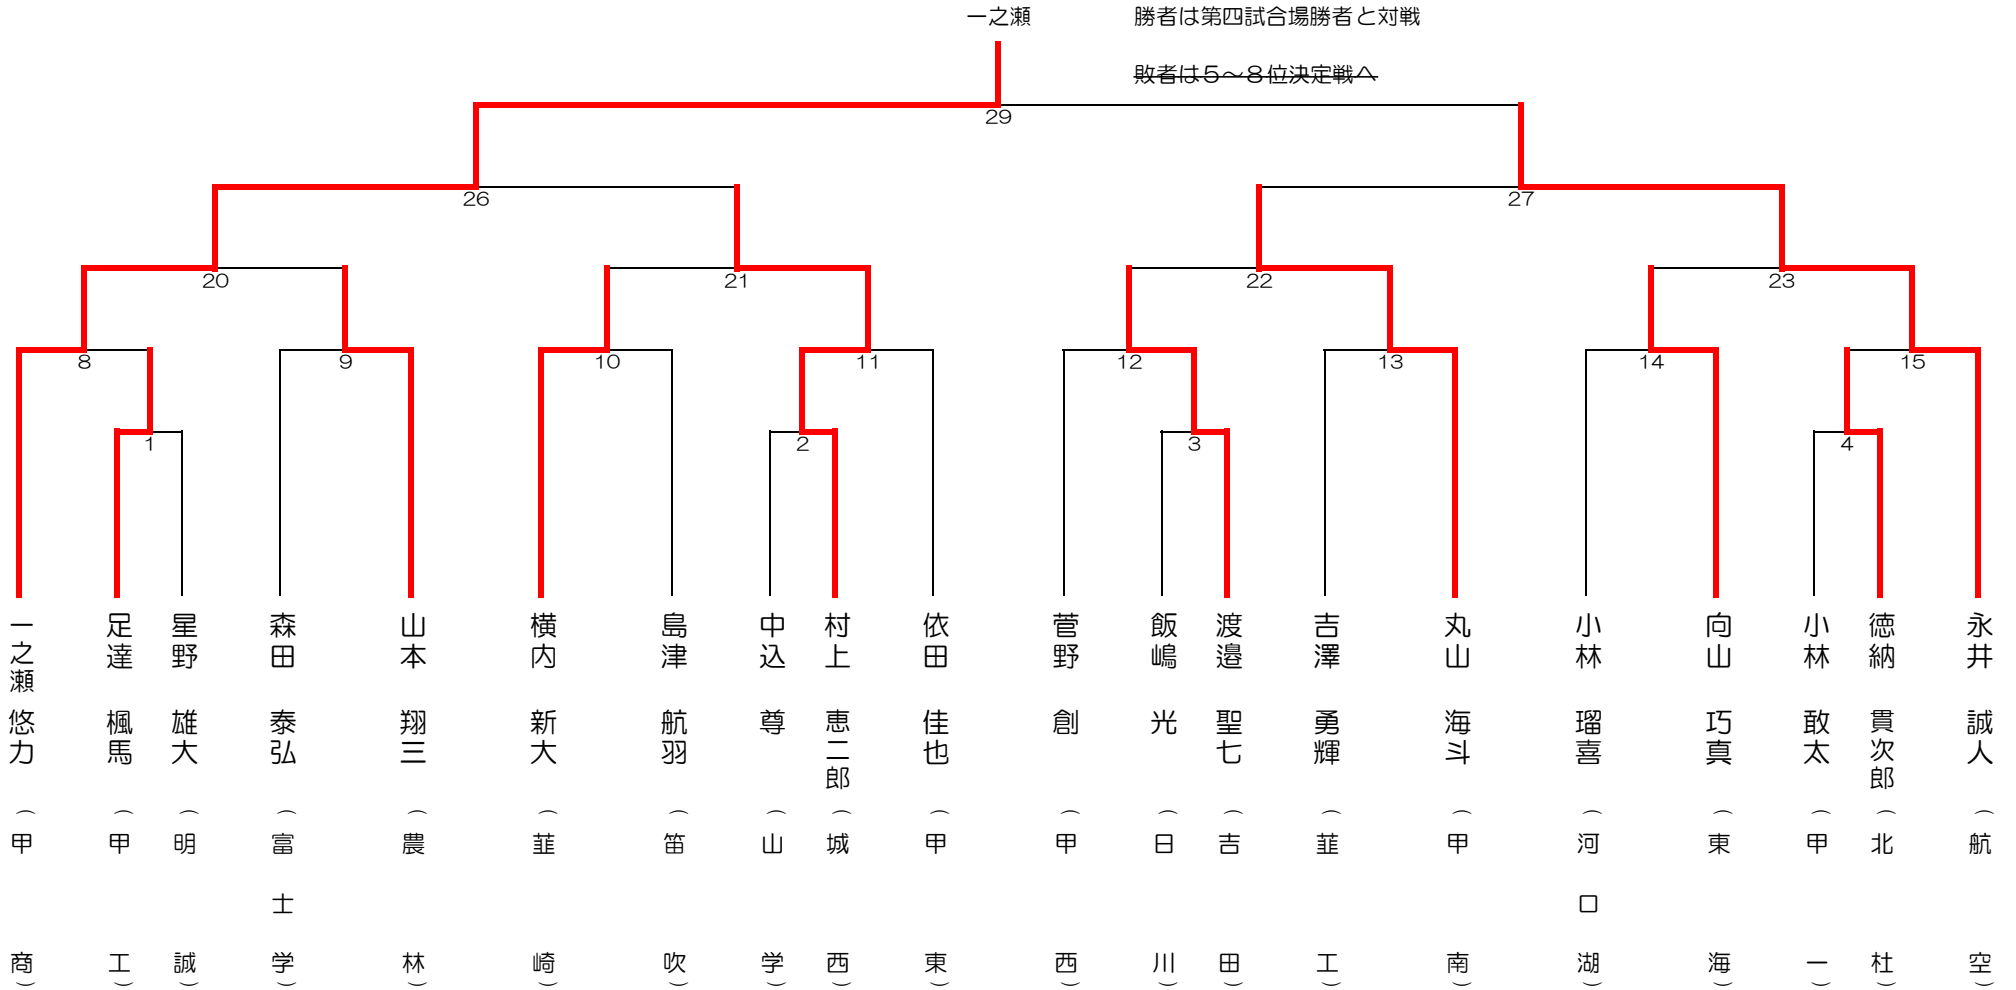 一之瀬
勝者は第四試合場勝者と対戦
敗者は5～8位決定戦へ
29
26
27
20
21
22
23
8
9
10
11
12
13
14
15
1
2
3
4
一之瀬 悠力 （甲商）
足達 楓馬 （甲工）
星野 雄大 （明誠）
森田 泰弘 （富士学）
山本 翔三 （農林）
横内 新大 （韮崎）
島津 航羽 （笛吹）
中込 尊 （山学）
村上 恵二郎 （城西）
依田 佳也 （甲東）
菅野 創 （甲西）
飯嶋 光 （日川）
渡邉 聖七 （吉田）
吉澤 勇輝 （韮工）
丸山 海斗 （甲南）
小林 瑠喜 （河口湖）
向山 巧真 （東海）
小林 敢太 （甲一）
徳納 貫次郎 （北杜）
永井 誠人 （航空）